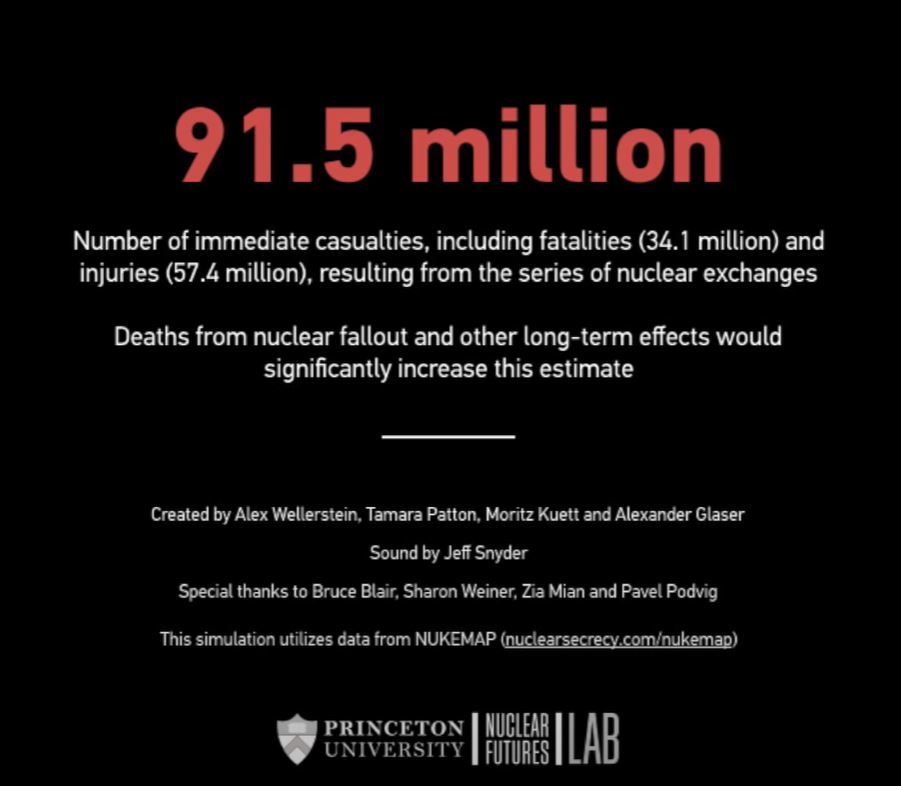 91.5 million
Number of immediate casualties, including fatalities (34.1 million) and
injuries (57.4 million), resulting from the series of nuclear exchanges
Deaths from nuclear fallout and other long-term effects would
significantly increase this estimate
Created by Alex Wellerstein, Tamara Patton, Moritz Kuett and Alexander Glaser
Sound by Jeff Snyder
Special thanks to Bruce Blair, Sharon Weiner, Zia Mian and Pavel Podvig
This simulation utilizes data from NUKEMAP (nuclearsecrecy.com/nukemap)
PRINCETON
UNIVERSITY
NUCLEAR
FUTURES
LAB